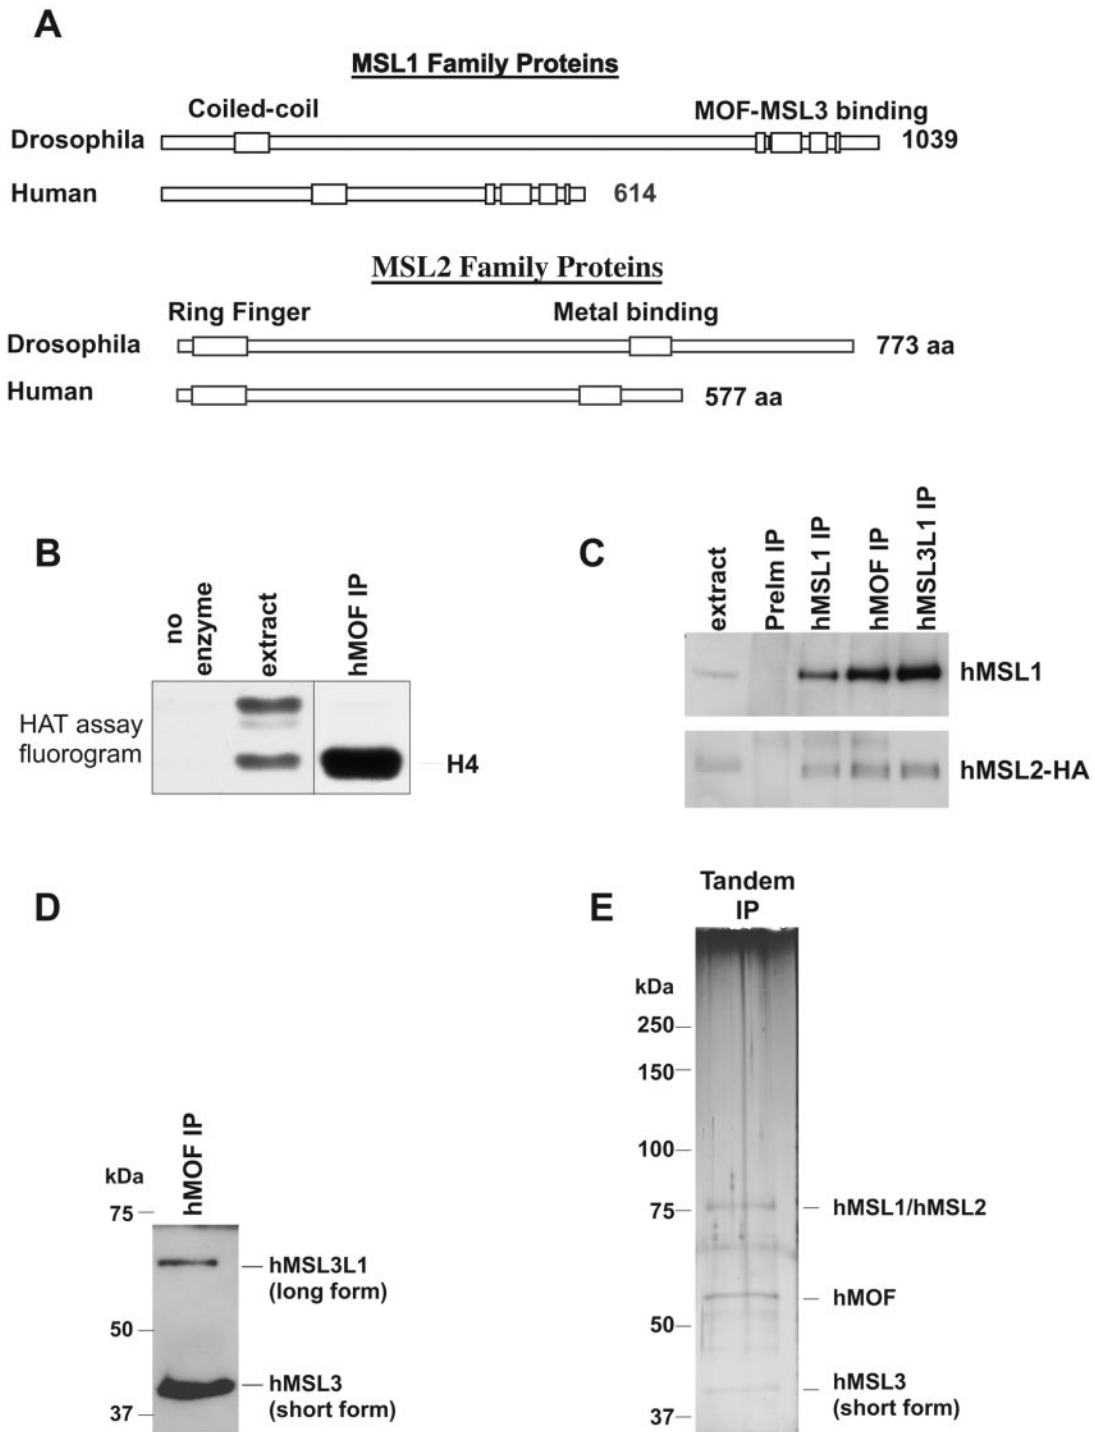 A
MSL1 Family Proteins
Coiled-coil
MOF-MSL3 binding
Drosophila
1039
Human
614
MSL2 Family Proteins
Ring Finger
Metal binding
Drosophila
773 aa
Human
577 aa
B
no
enzyme
extract
hMOF IP
HAT assay
fluorogram
H4
C
extract
PreIm IP
hMSL1 IP
hMOF IP
hMSL3L1 IP
hMSL1
hMSL2-HA
D
hMOF IP
kDa
75
hMSL3L1
(long form)
50
hMSL3
(short form)
37
E
Tandem
IP
kDa
250
150
100
75
hMSL1/hMSL2
hMOF
50
hMSL3
(short form)
37